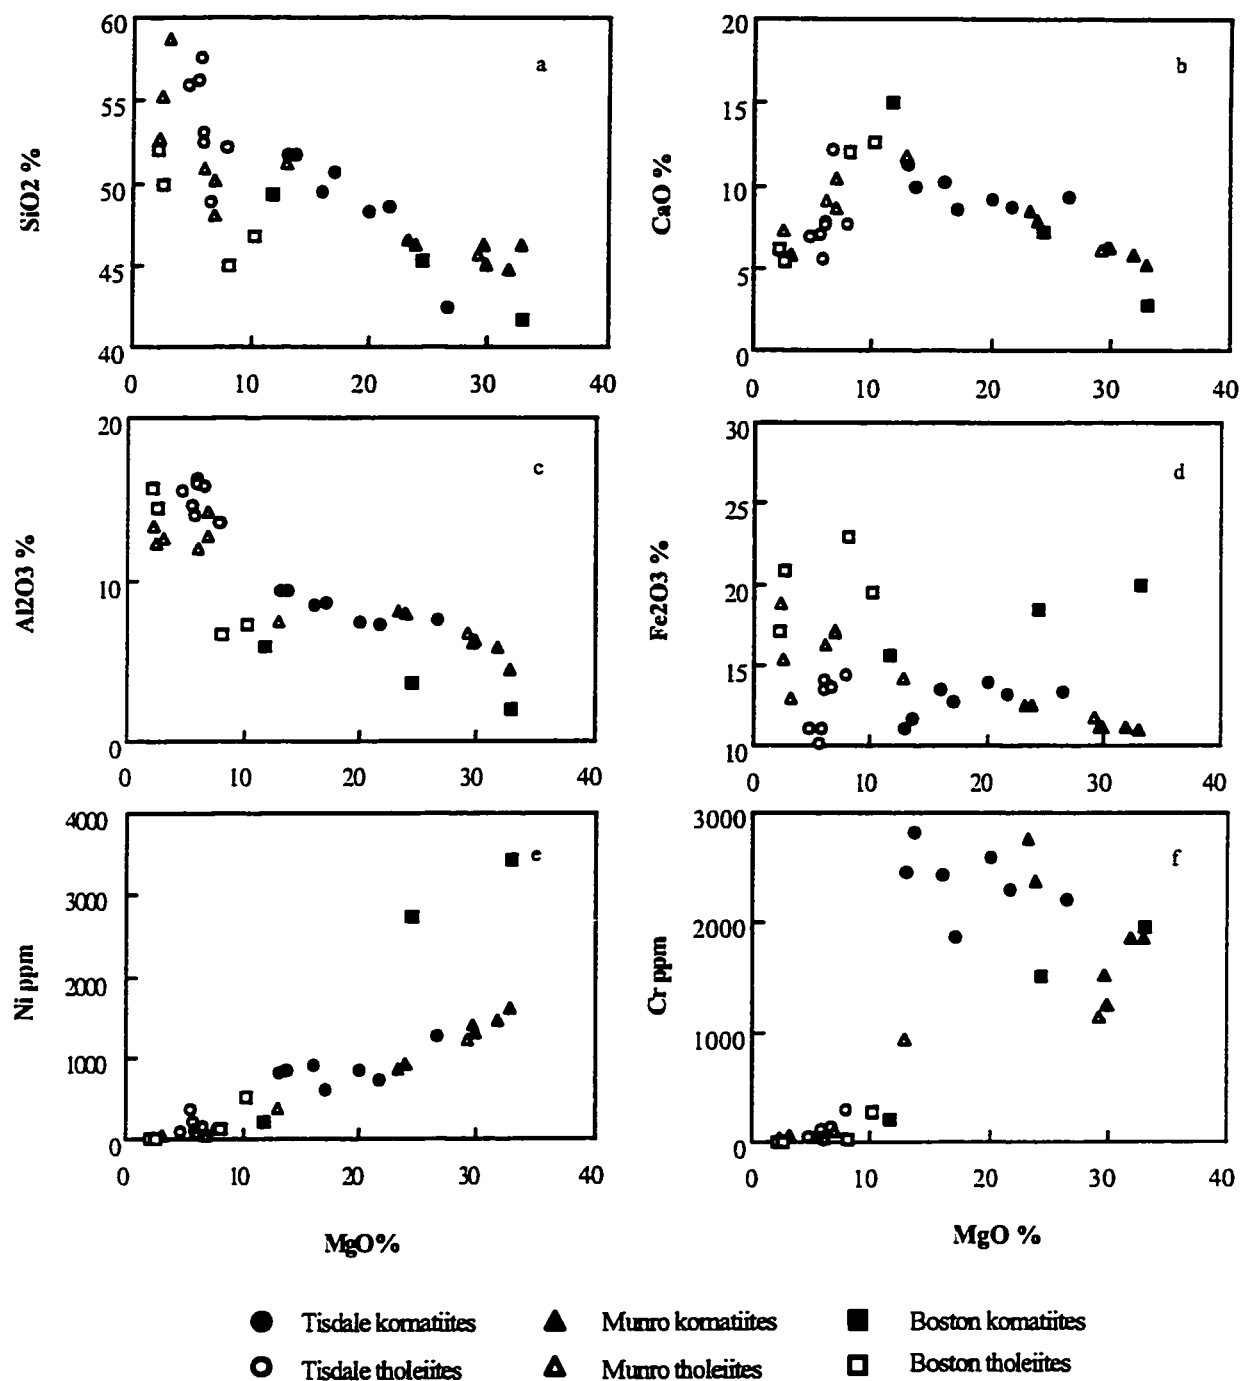 60
55
50
45
40
SiO2 %
a
0 10 20 30 40
20
15
10
5
0
CaO %
b
0 10 20 30 40
20
10
0
Al2O3 %
c
0 10 20 30 40
30
25
20
15
10
Fe2O3 %
d
0 10 20 30 40
4000
3000
2000
1000
0
Ni ppm
e
0 10 20 30 40
MgO%
3000
2000
1000
0
Cr ppm
f
0 10 20 30 40
MgO %
Tisdale komatiites Munro komatiites Boston komatiites
Tisdale tholeiites Munro tholeiites Boston tholeiites